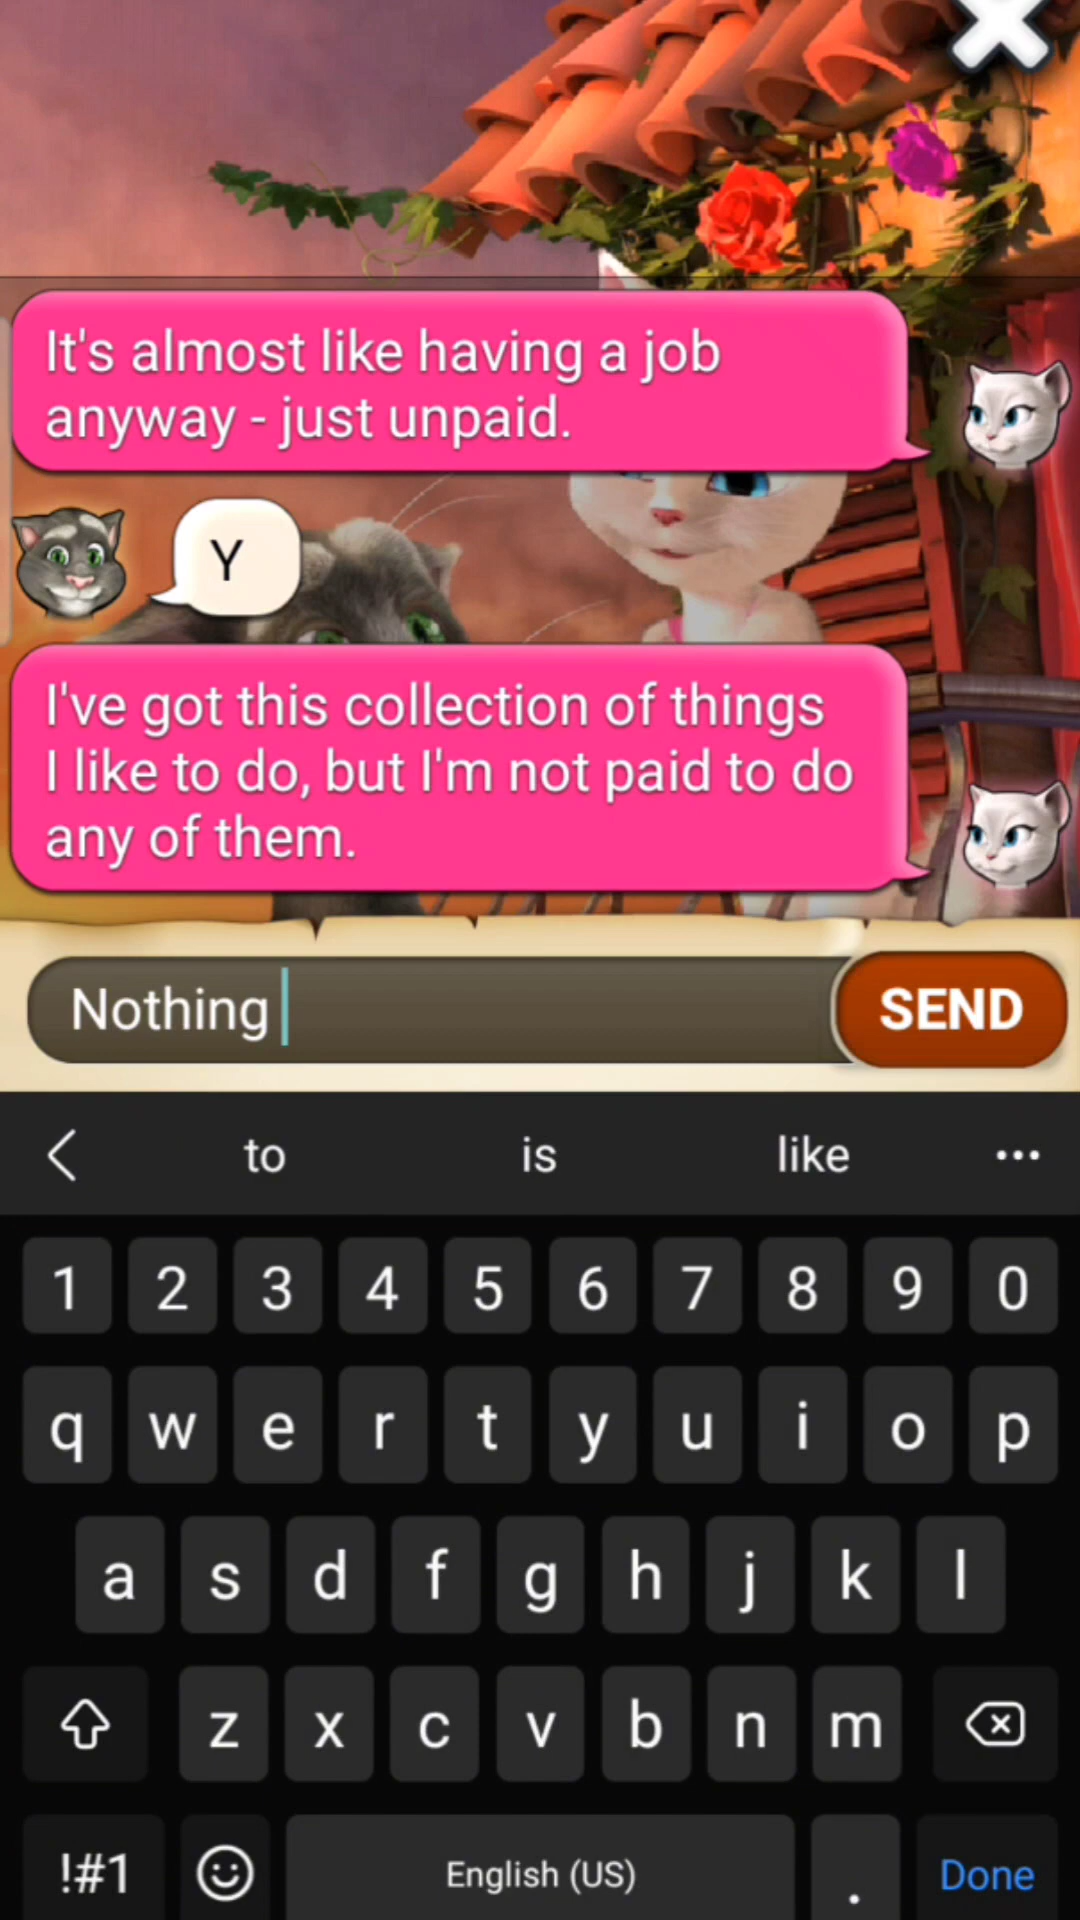 It's almost like having a job
anyway - just unpaid.
Y
I've got this collection of things
I like to do, but I'm not paid to do
any of them.
Nothing
SEND
to is like ...
1 2 3 4 5 6 7 8 9 0
q w e r t y u i o p
a s d f g h j k l
z x c v b n m
!#1 English (US) . Done